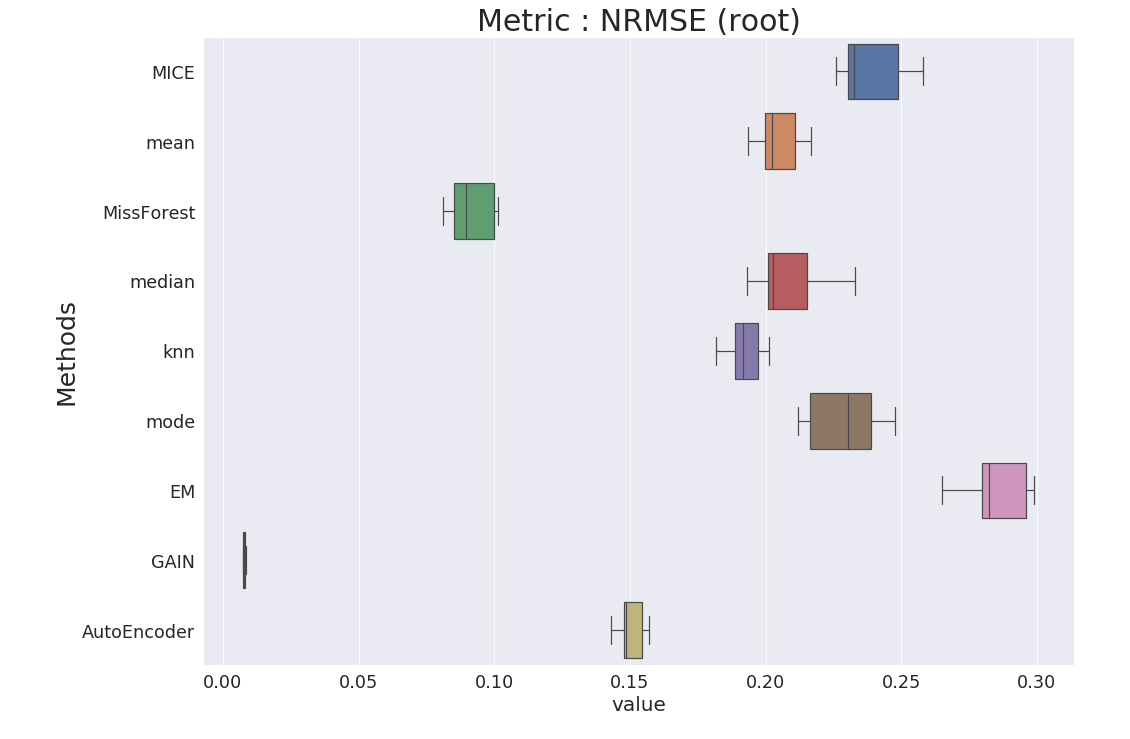 Metric : NRMSE (root)
Methods
MICE
mean
MissForest
median
knn
mode
EM
GAIN
AutoEncoder
0.00 0.05 0.10 0.15 0.20 0.25 0.30
value